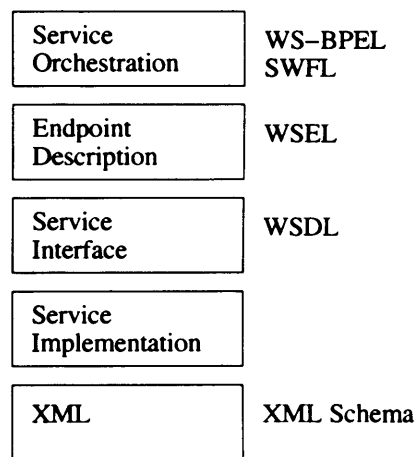 Service
Orchestration
WS-BPEL
SWFL
Endpoint
Description
WSEL
Service
Interface
WSDL
Service
Implementation
XML
XML Schema